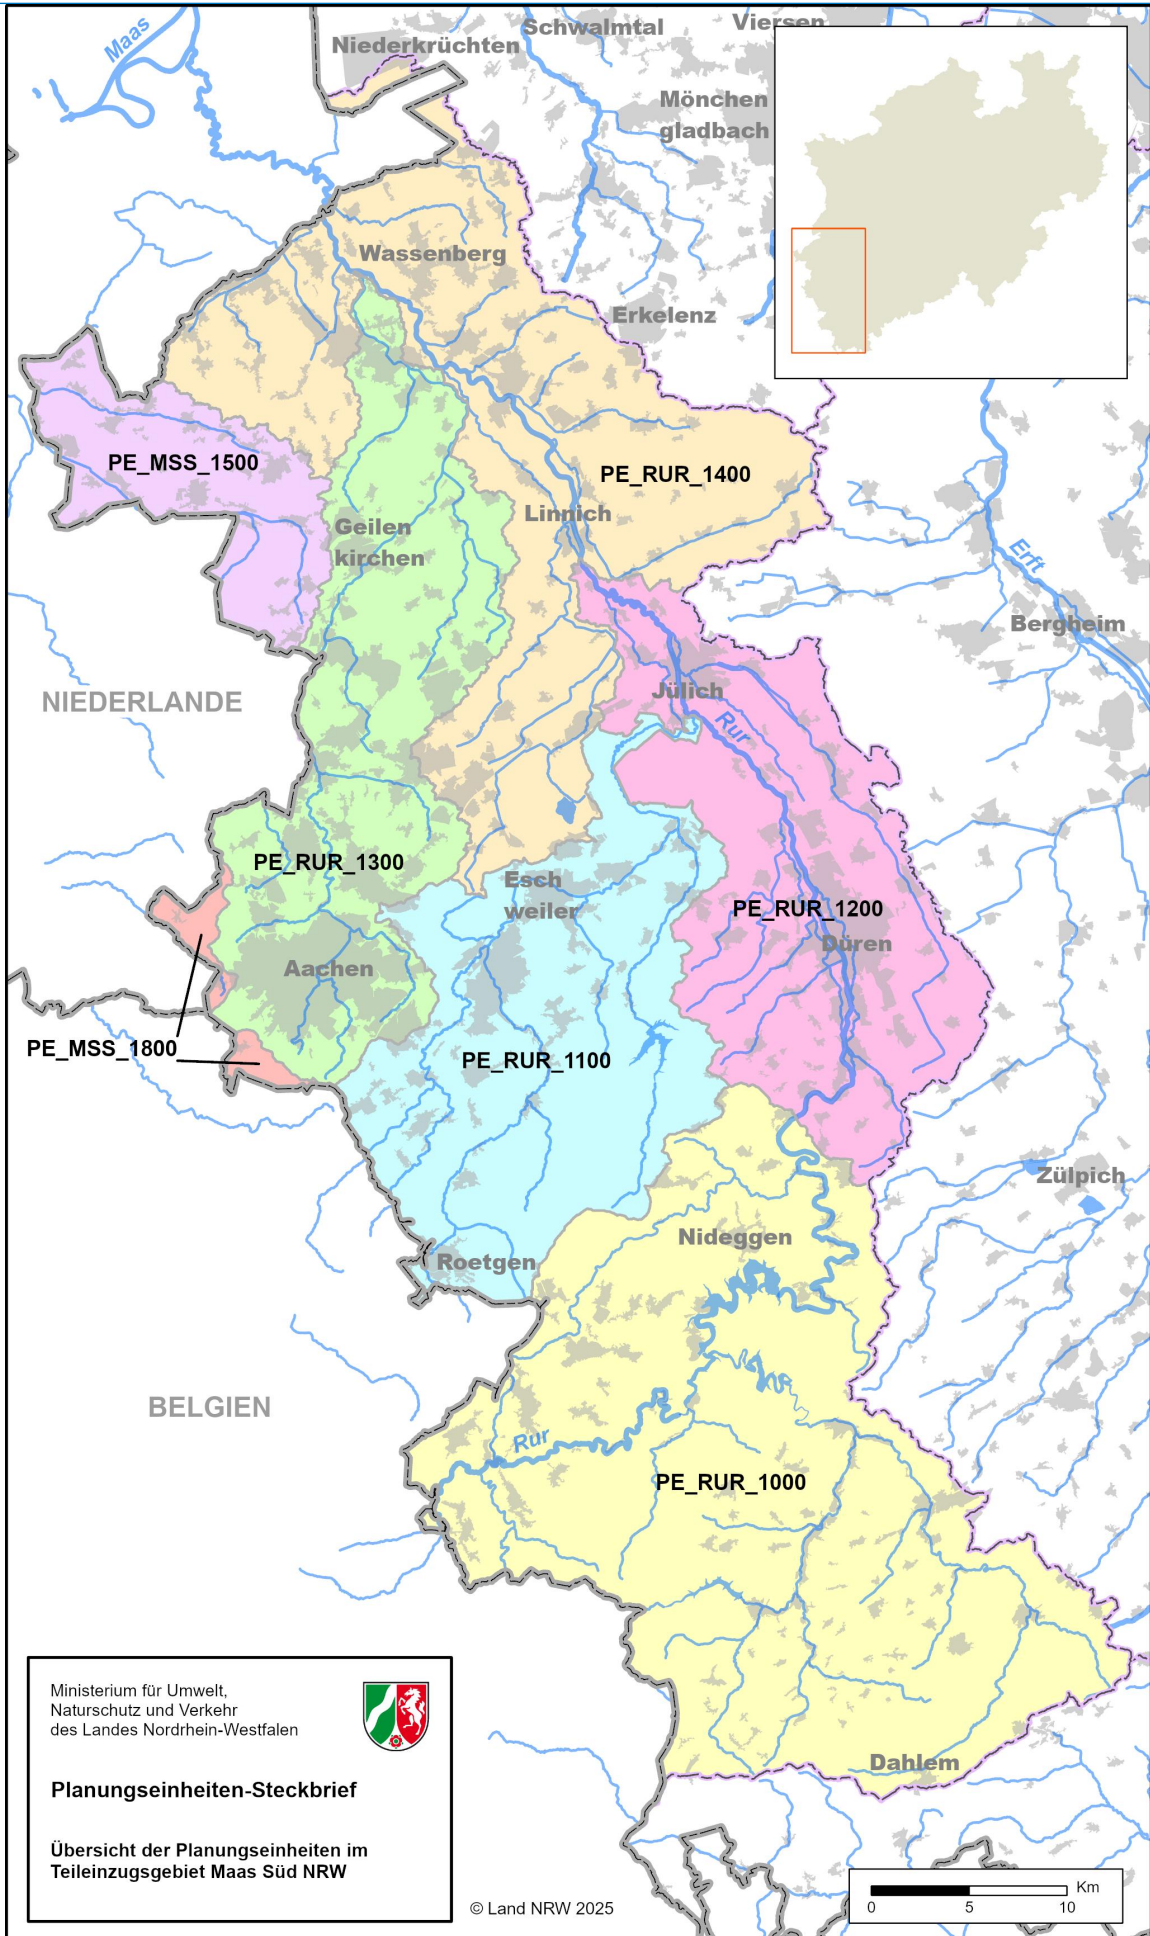 Maas
Schwalmtal
Viersen
Niederkrüchten
Mönchen
gladbach
Wassenberg
Erkelenz
PE_MSS_1500
PE_RUR_1400
Linnich
Geilen
kirchen
Erft
Bergheim
NIEDERLANDE
Jülich
Rur
PE_RUR_1300
Esch
weiler
PE_RUR_1200
Düren
Aachen
PE_MSS_1800
PE_RUR_1100
Zülpich
Nideggen
Roetgen
BELGIEN
Rur
PE_RUR_1000
Dahlem
Ministerium für Umwelt,
Naturschutz und Verkehr
des Landes Nordrhein-Westfalen
Planungseinheiten-Steckbrief
Übersicht der Planungseinheiten im
Teileinzugsgebiet Maas Süd NRW
© Land NRW 2025
Km
0 5 10